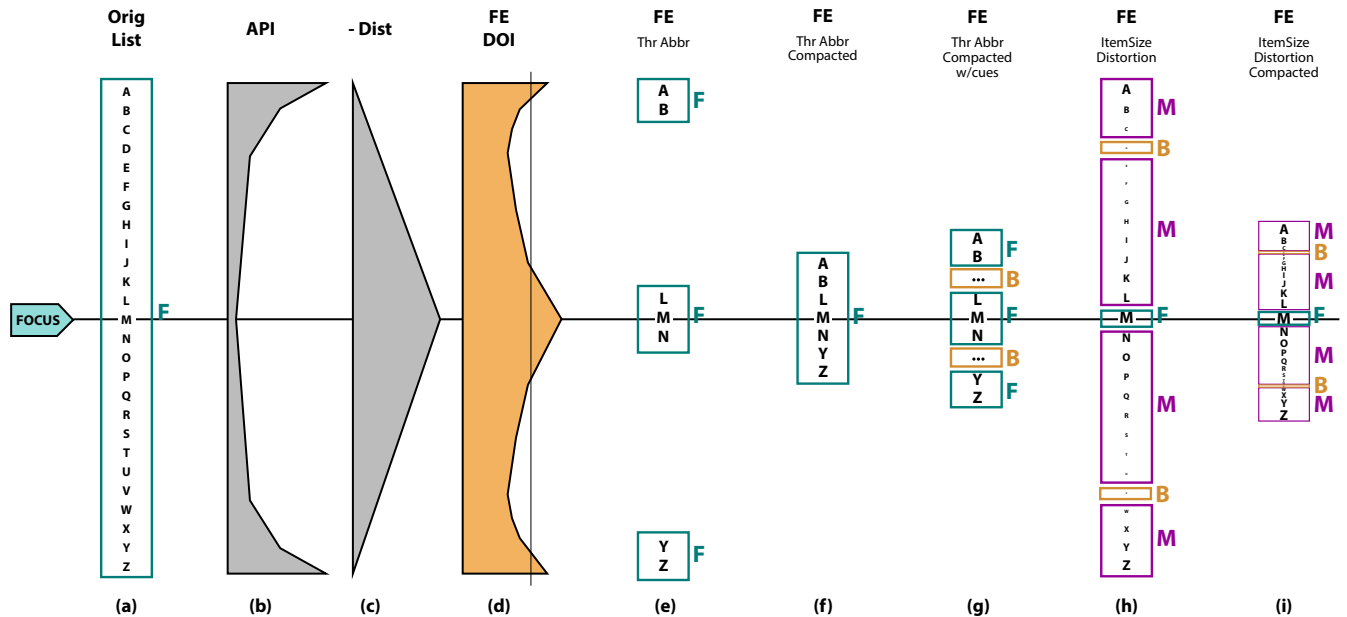 Orig
List
A
B
C
D
E
F
G
H
I
J
K
L
M
N
O
P
Q
R
S
T
U
V
W
X
Y
Z
F
FOCUS
(a)
API
(b)
- Dist
(c)
FE
DOI
(d)
FE
Thr Abbr
A
B
F
L
M
N
F
Y
Z
F
(e)
FE
Thr Abbr
Compacted
A
B
L
M
N
Y
Z
F
(f)
FE
Thr Abbr
Compacted
w/cues
A
B
F
...
B
L
M
N
F
...
B
Y
Z
F
(g)
FE
ItemSize
Distortion
A
B
C
M
B
F
G
H
I
J
K
L
M
M
F
N
O
P
Q
R
S
T
M
B
W
X
Y
Z
M
(h)
FE
ItemSize
Distortion
Compacted
A
B
C
M
B
G
H
I
J
K
L
M
M
F
N
O
P
Q
R
S
M
B
W
X
Y
Z
M
(i)